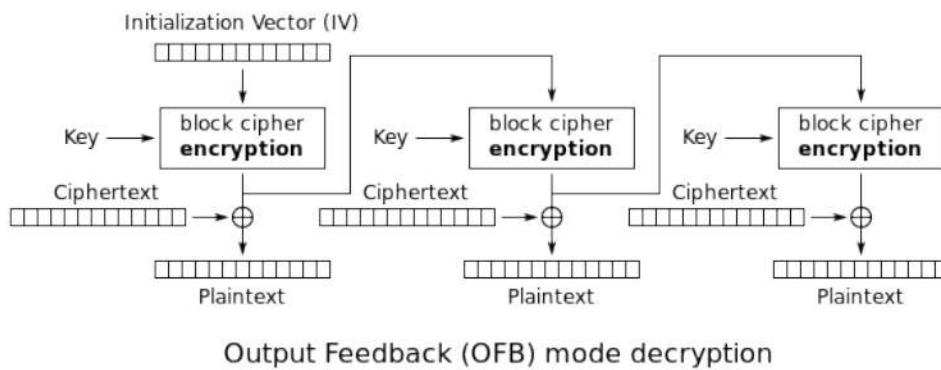 Initialization Vector (IV)
Key
block cipher
encryption
Key
block cipher
encryption
Key
block cipher
encryption
Ciphertext
Ciphertext
Ciphertext
Plaintext
Plaintext
Plaintext
Output Feedback (OFB) mode decryption